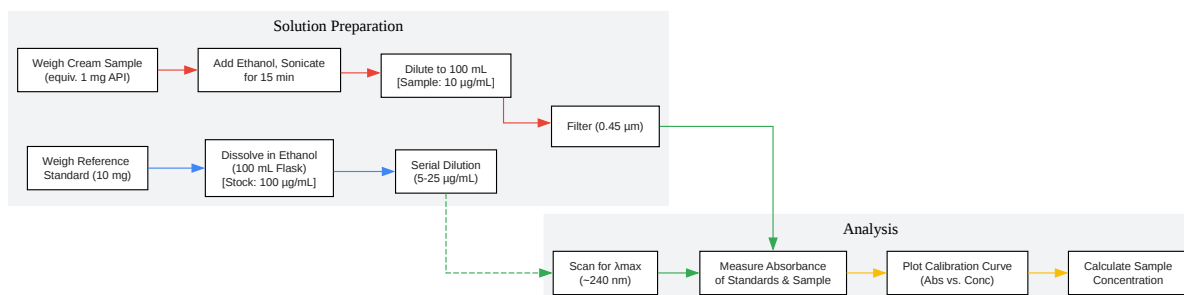 Solution Preparation
Weigh Cream Sample
(equiv. 1 mg API)
Add Ethanol, Sonicate
for 15 min
Dilute to 100 mL
[Sample: 10 µg/mL]
Filter (0.45 µm)
Weigh Reference
Standard (10 mg)
Dissolve in Ethanol
(100 mL Flask)
[Stock: 100 µg/mL]
Serial Dilution
(5-25 µg/mL)
Analysis
Scan for λmax
(~240 nm)
Measure Absorbance
of Standards & Sample
Plot Calibration Curve
(Abs vs. Conc)
Calculate Sample
Concentration